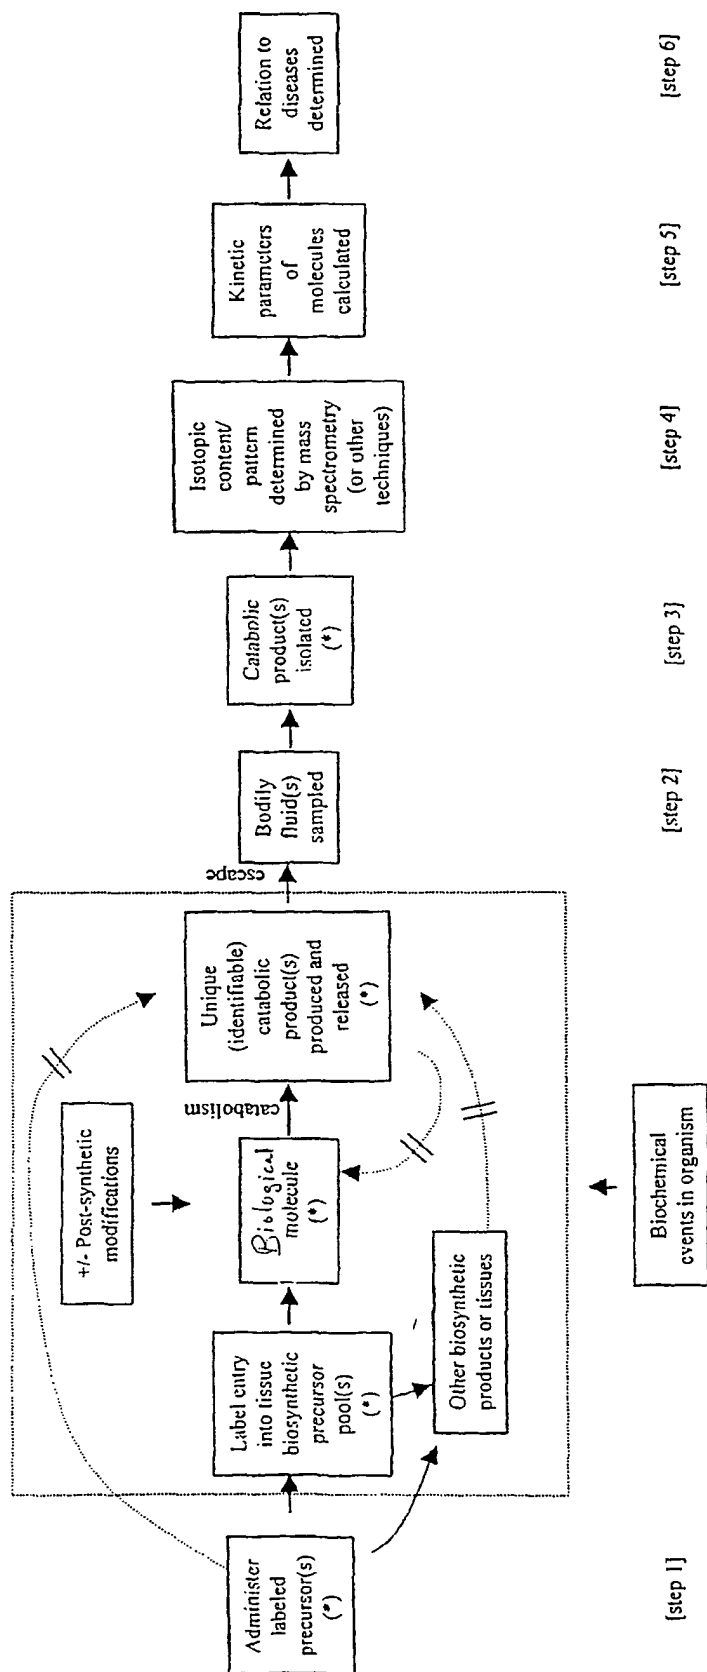 Administer
labeled
precursor(s)
(*)
Label entry
into tissue
biosynthetic
precursor
pool(s)
(*)
+/- Post-synthetic
modifications
Biological
molecule
(*)
catabolism
Other biosynthetic
products or tissues
Unique
(identifiable)
catabolic
product(s)
produced and
released
(*)
escape
Biochemical
events in organism
Bodily
fluid(s)
sampled
Catabolic
product(s)
isolated
(*)
Isotopic
content/
pattern
determined
by mass
spectrometry
(or other
techniques)
Kinetic
parameters
of
molecules
calculated
Relation to
diseases
determined
[step 1]
[step 2]
[step 3]
[step 4]
[step 5]
[step 6]